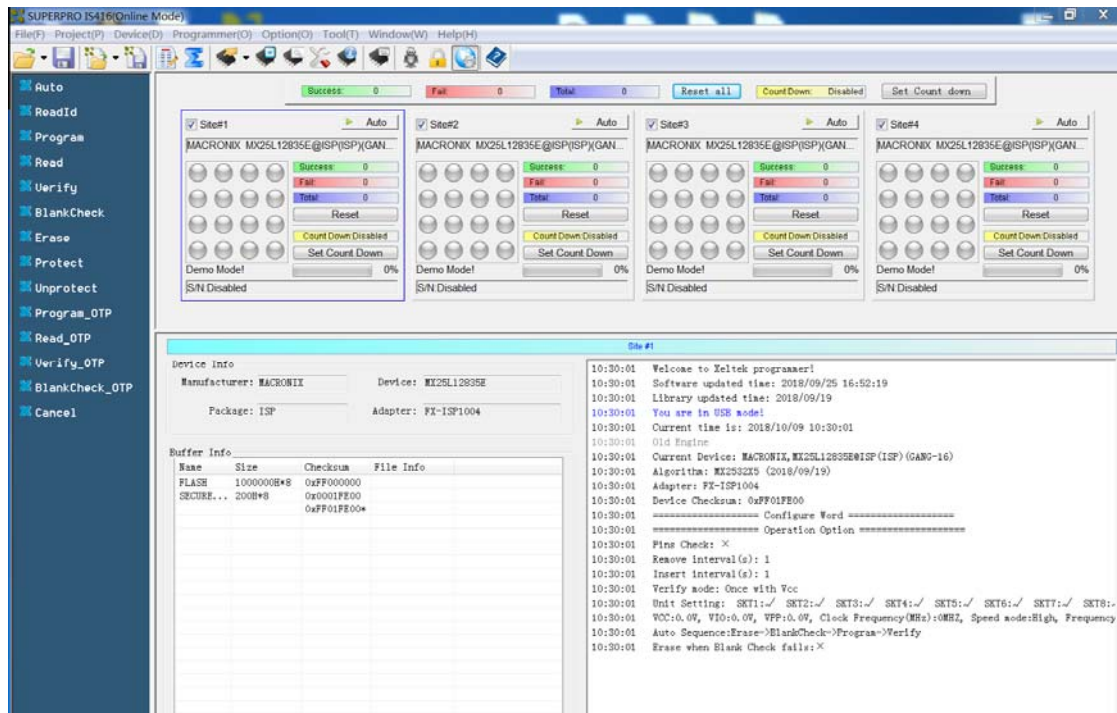 SUPERPRO IS416(Online Mode)
File(F) Project(P) Device(D) Programmer(O) Option(O) Tool(T) Window(W) Help(H)
Auto
ReadId
Program
Read
Verify
BlankCheck
Erase
Protect
Unprotect
Program_OTP
Read_OTP
Verify_OTP
BlankCheck_OTP
Cancel
Success: 0 Fail: 0 Total: 0 Reset all Count Down: Disabled Set Count down
Site#1 Auto
MACRONIX MX25L12835E@ISP(ISP)(GAN...
Success: 0
Fail: 0
Total: 0
Reset
Count Down:Disabled
Set Count Down
Demo Mode! 0%
S/N:Disabled
Site#2 Auto
MACRONIX MX25L12835E@ISP(ISP)(GAN...
Success: 0
Fail: 0
Total: 0
Reset
Count Down:Disabled
Set Count Down
Demo Mode! 0%
S/N:Disabled
Site#3 Auto
MACRONIX MX25L12835E@ISP(ISP)(GAN...
Success: 0
Fail: 0
Total: 0
Reset
Count Down:Disabled
Set Count Down
Demo Mode! 0%
S/N:Disabled
Site#4 Auto
MACRONIX MX25L12835E@ISP(ISP)(GAN...
Success: 0
Fail: 0
Total: 0
Reset
Count Down:Disabled
Set Count Down
Demo Mode! 0%
S/N:Disabled
Site #1
Device Info
Manufacturer: MACRONIX Device: MX25L12835E
Package: ISP Adapter: FX-ISP1004
Buffer Info
Name Size Checksum File Info
FLASH 1000000H*8 0xFF000000
SECURE... 200H*8 0x0001FE00
0xFF01FE00*
10:30:01 Welcome to Xeltek programmer!
10:30:01 Software updated time: 2018/09/25 16:52:19
10:30:01 Library updated time: 2018/09/19
10:30:01 You are in USB mode!
10:30:01 Current time is: 2018/10/09 10:30:01
10:30:01 Old Engine
10:30:01 Current Device: MACRONIX,MX25L12835E@ISP(ISP)(GANG-16)
10:30:01 Algorithm: MX2532X5 (2018/09/19)
10:30:01 Adapter: FX-ISP1004
10:30:01 Device Checksum: 0xFF01FE00
10:30:01 =================== Configure Word ===================
10:30:01 =================== Operation Option ===================
10:30:01 Pins Check: ×
10:30:01 Remove interval(s): 1
10:30:01 Insert interval(s): 1
10:30:01 Verify mode: Once with Vcc
10:30:01 Unit Setting: SKT1:√ SKT2:√ SKT3:√ SKT4:√ SKT5:√ SKT6:√ SKT7:√ SKT8:
10:30:01 VCC:0.0V, VIO:0.0V, VPP:0.0V, Clock Frequency(MHz):0MHZ, Speed mode:High, Frequency
10:30:01 Auto Sequence:Erase->BlankCheck->Program->Verify
10:30:01 Erase when Blank Check fails:×